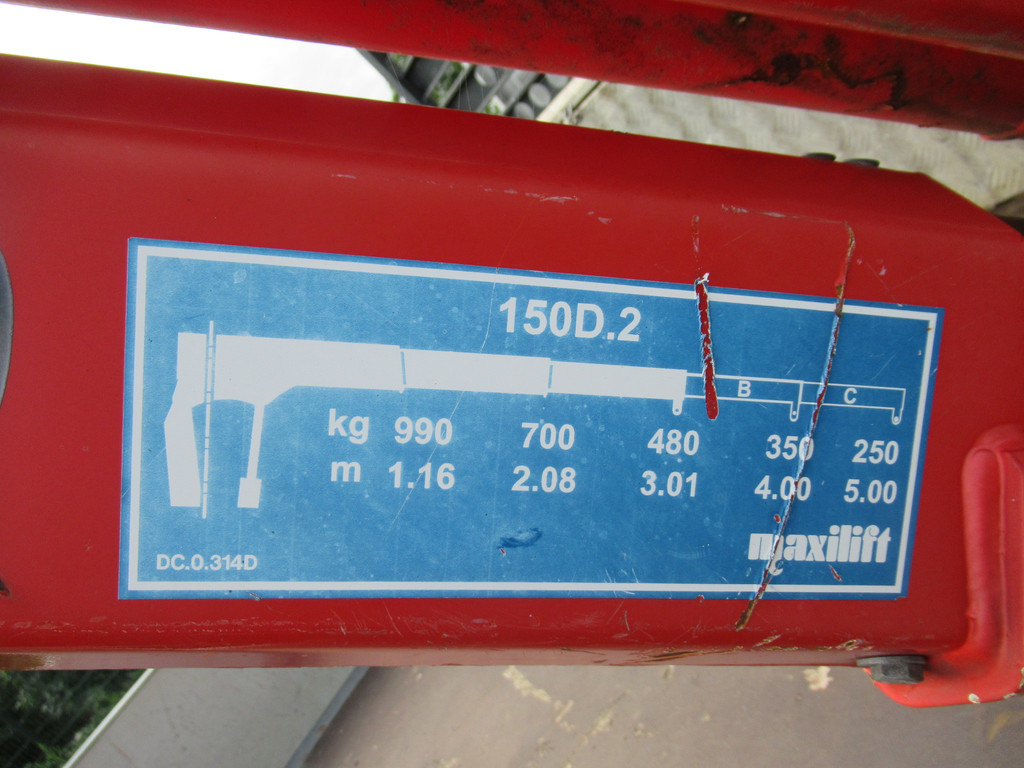 150D.2
B C
kg 990 700 480 350 250
m 1.16 2.08 3.01 4.00 5.00
maxilift
DC.0.314D